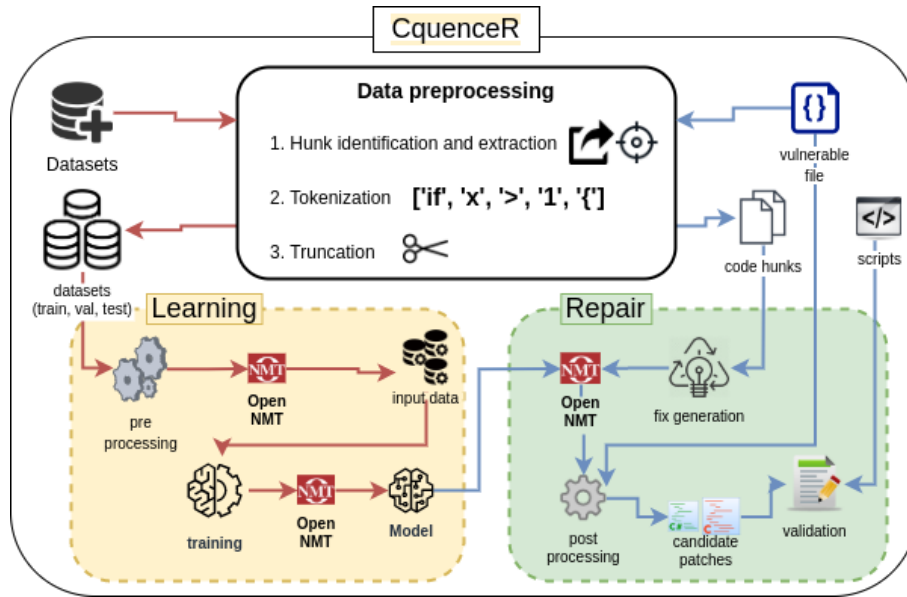 CquenceR
Data preprocessing
1. Hunk identification and extraction
2. Tokenization ['if', 'x', '>', '1', '{']
3. Truncation
Datasets
datasets
(train, val, test)
{}
vulnerable
file
code hunks
</>
scripts
Learning
pre
processing
NMT
Open
NMT
input data
training
NMT
Open
NMT
Model
Repair
NMT
Open
NMT
fix generation
post
processing
C#
C
candidate
patches
validation